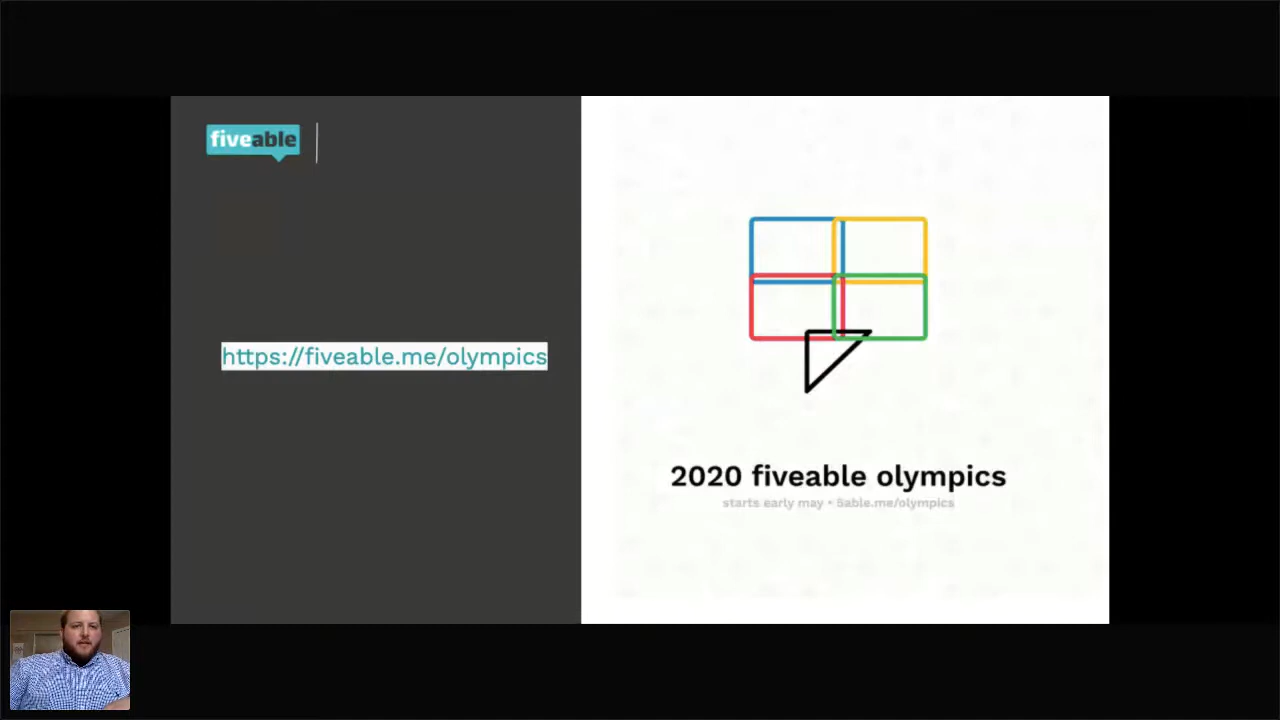 fiveable
https://fiveable.me/olympics
2020 fiveable olympics
starts early may • 5able.me/olympics